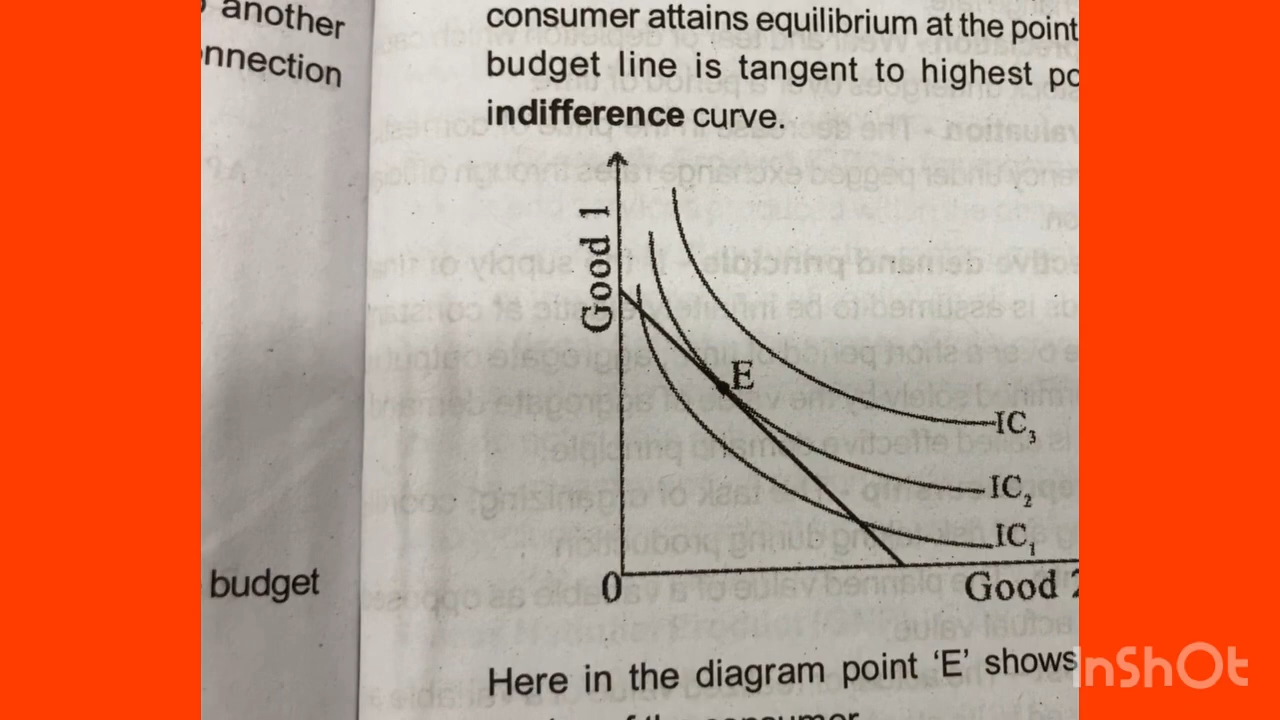 another
nnection
budget
consumer attains equilibrium at the point
budget line is tangent to highest po
indifference curve.
Good 1
E
IC3
IC2
IC1
0
Good 2
Here in the diagram point ‘E’ shows
consumer
InShOt